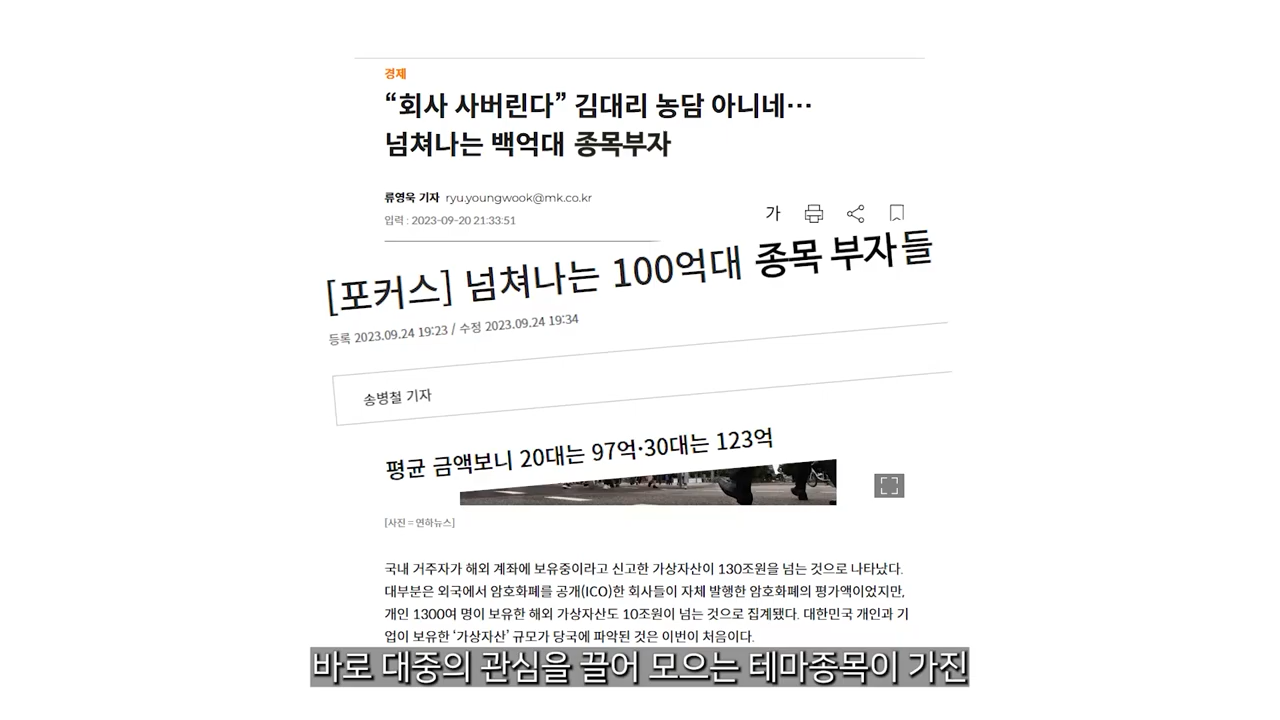 경제
“회사 사버린다” 김대리 농담 아니네…
넘쳐나는 백억대 종목부자
류영욱 기자 ryu.youngwook@mk.co.kr
입력 : 2023-09-20 21:33:51
가
[포커스] 넘쳐나는 100억대 종목 부자들
등록 2023.09.24 19:23 / 수정 2023.09.24 19:34
송병철 기자
평균 금액보니 20대는 97억·30대는 123억
[사진 = 연하뉴스]
국내 거주자가 해외 계좌에 보유중이라고 신고한 가상자산이 130조원을 넘는 것으로 나타났다.
대부분은 외국에서 암호화폐를 공개(ICO)한 회사들이 자체 발행한 암호화폐의 평가액이었지만,
개인 1300여 명이 보유한 해외 가상자산도 10조원이 넘는 것으로 집계됐다. 대한민국 개인과 기
업이 보유한 ‘가상자산’ 규모가 당국에 파악된 것은 이번이 처음이다.
바로 대중의 관심을 끌어 모으는 테마종목이 가진